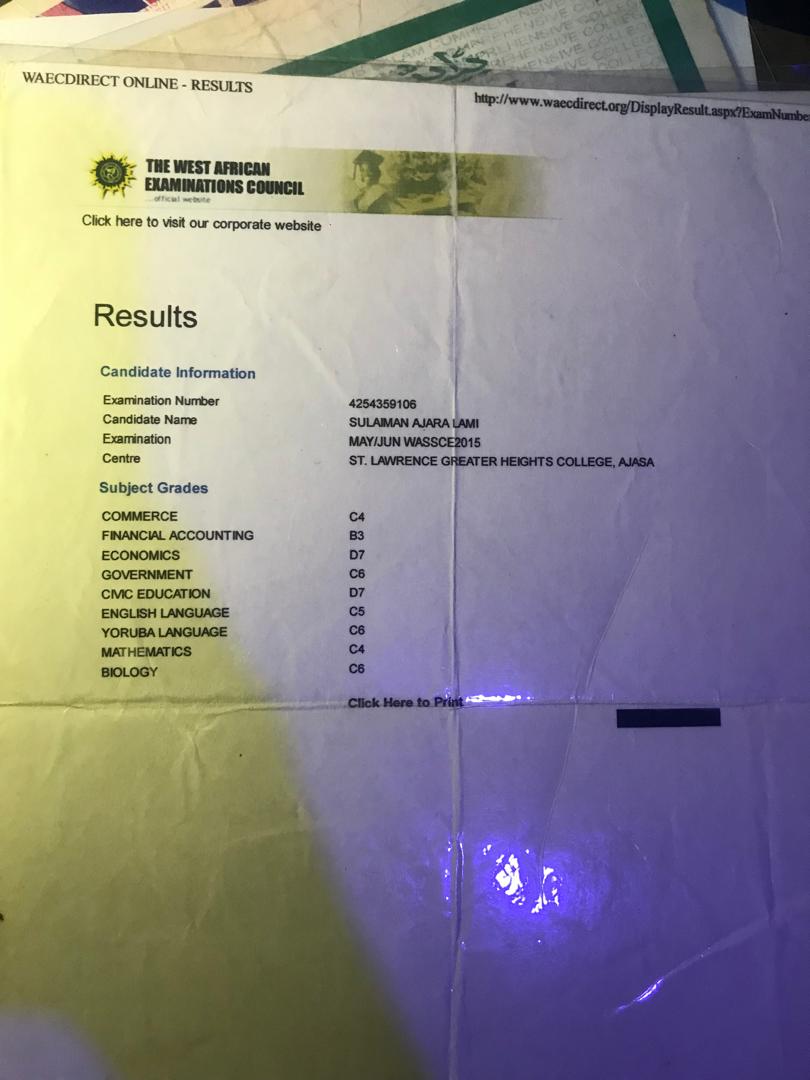 WAECDIRECT ONLINE - RESULTS
http://www.waecdirect.org/DisplayResult.aspx?ExamNumbe
THE WEST AFRICAN
EXAMINATIONS COUNCIL
...official website
Click here to visit our corporate website
Results
Candidate Information
Examination Number 4254359106
Candidate Name SULAIMAN AJARA LAMI
Examination MAY/JUN WASSCE2015
Centre ST. LAWRENCE GREATER HEIGHTS COLLEGE, AJASA
Subject Grades
COMMERCE C4
FINANCIAL ACCOUNTING B3
ECONOMICS D7
GOVERNMENT C6
CIVIC EDUCATION D7
ENGLISH LANGUAGE C5
YORUBA LANGUAGE C6
MATHEMATICS C4
BIOLOGY C6
Click Here to Print